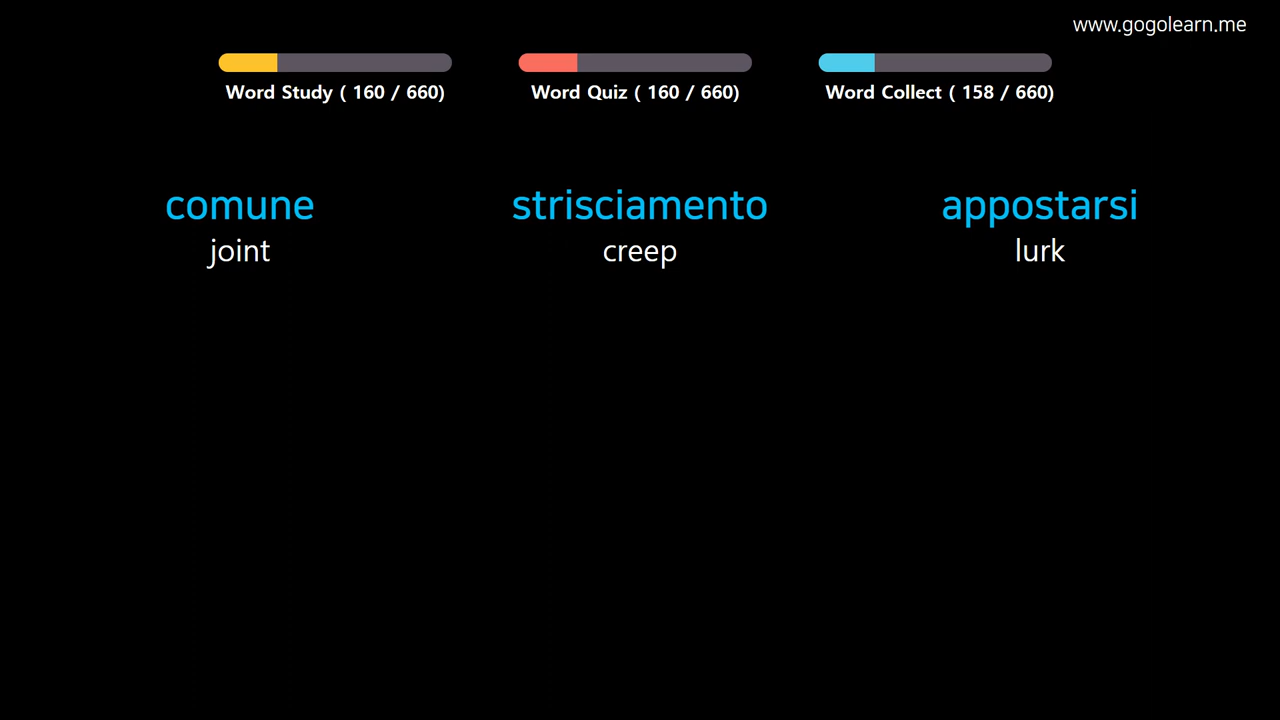 www.gogolearn.me
Word Study ( 160 / 660)
Word Quiz ( 160 / 660)
Word Collect ( 158 / 660)
comune
joint
strisciamento
creep
appostarsi
lurk